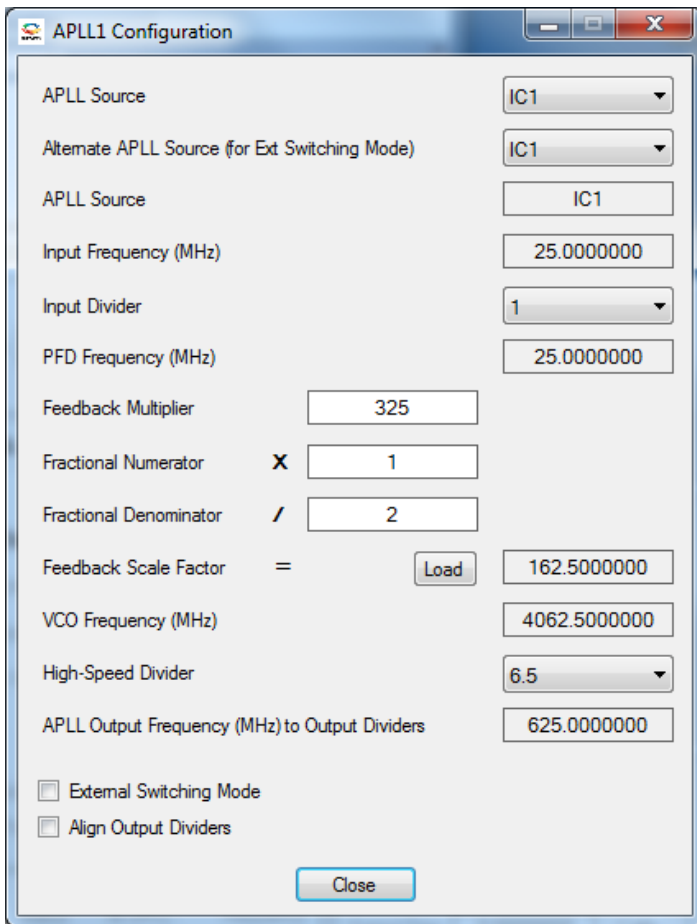 APLL1 Configuration
APLL Source IC1
Alternate APLL Source (for Ext Switching Mode) IC1
APLL Source IC1
Input Frequency (MHz) 25.0000000
Input Divider 1
PFD Frequency (MHz) 25.0000000
Feedback Multiplier 325
Fractional Numerator X 1
Fractional Denominator / 2
Feedback Scale Factor = Load 162.5000000
VCO Frequency (MHz) 4062.5000000
High-Speed Divider 6.5
APLL Output Frequency (MHz) to Output Dividers 625.0000000
External Switching Mode
Align Output Dividers
Close